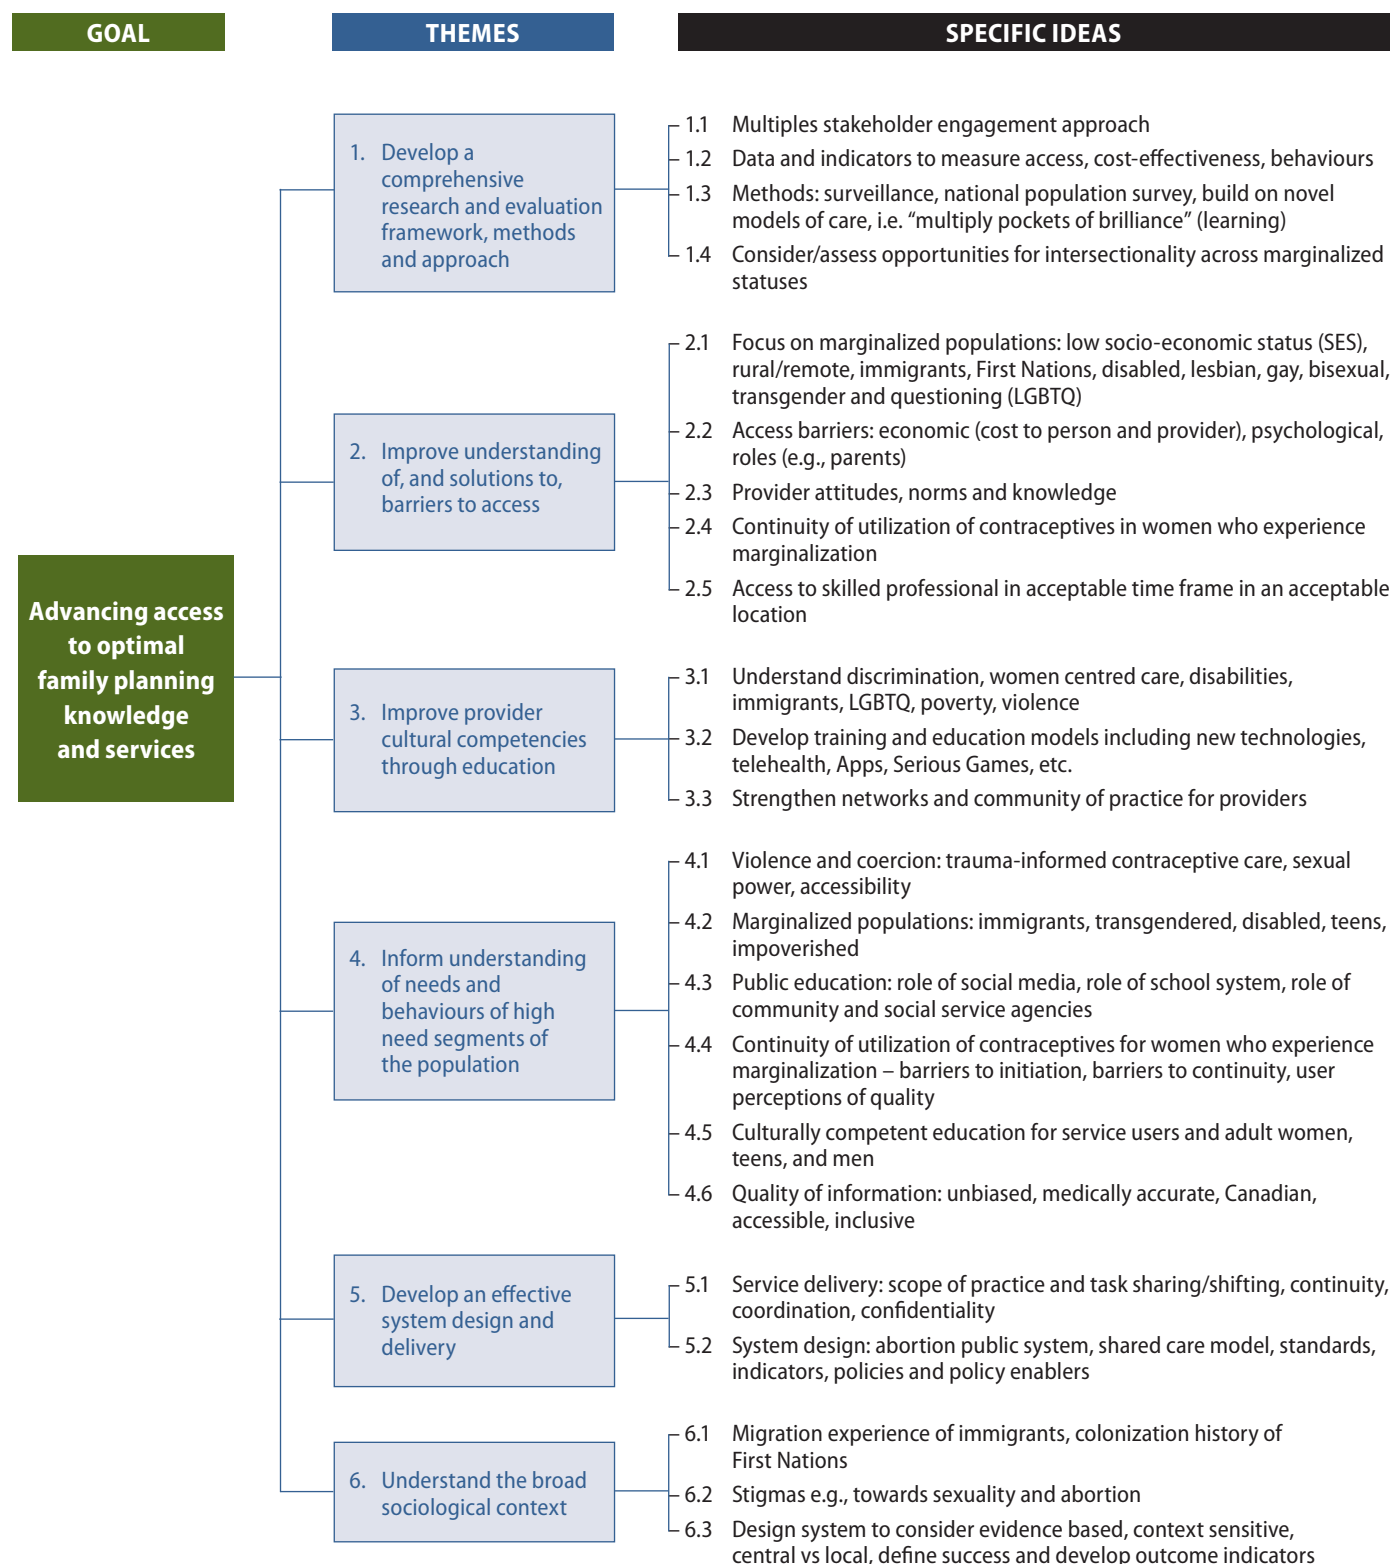 GOAL
THEMES
SPECIFIC IDEAS
Advancing access
to optimal
family planning
knowledge
and services
1. Develop a
comprehensive
research and evaluation
framework, methods
and approach
1.1 Multiples stakeholder engagement approach
1.2 Data and indicators to measure access, cost-effectiveness, behaviours
1.3 Methods: surveillance, national population survey, build on novel
models of care, i.e. “multiply pockets of brilliance” (learning)
1.4 Consider/assess opportunities for intersectionality across marginalized
statuses
2. Improve understanding
of, and solutions to,
barriers to access
2.1 Focus on marginalized populations: low socio-economic status (SES),
rural/remote, immigrants, First Nations, disabled, lesbian, gay, bisexual,
transgender and questioning (LGBTQ)
2.2 Access barriers: economic (cost to person and provider), psychological,
roles (e.g., parents)
2.3 Provider attitudes, norms and knowledge
2.4 Continuity of utilization of contraceptives in women who experience
marginalization
2.5 Access to skilled professional in acceptable time frame in an acceptable
location
3. Improve provider
cultural competencies
through education
3.1 Understand discrimination, women centred care, disabilities,
immigrants, LGBTQ, poverty, violence
3.2 Develop training and education models including new technologies,
telehealth, Apps, Serious Games, etc.
3.3 Strengthen networks and community of practice for providers
4. Inform understanding
of needs and
behaviours of high
need segments of
the population
4.1 Violence and coercion: trauma-informed contraceptive care, sexual
power, accessibility
4.2 Marginalized populations: immigrants, transgendered, disabled, teens,
impoverished
4.3 Public education: role of social media, role of school system, role of
community and social service agencies
4.4 Continuity of utilization of contraceptives for women who experience
marginalization – barriers to initiation, barriers to continuity, user
perceptions of quality
4.5 Culturally competent education for service users and adult women,
teens, and men
4.6 Quality of information: unbiased, medically accurate, Canadian,
accessible, inclusive
5. Develop an effective
system design and
delivery
5.1 Service delivery: scope of practice and task sharing/shifting, continuity,
coordination, confidentiality
5.2 System design: abortion public system, shared care model, standards,
indicators, policies and policy enablers
6. Understand the broad
sociological context
6.1 Migration experience of immigrants, colonization history of
First Nations
6.2 Stigmas e.g., towards sexuality and abortion
6.3 Design system to consider evidence based, context sensitive,
central vs local, define success and develop outcome indicators